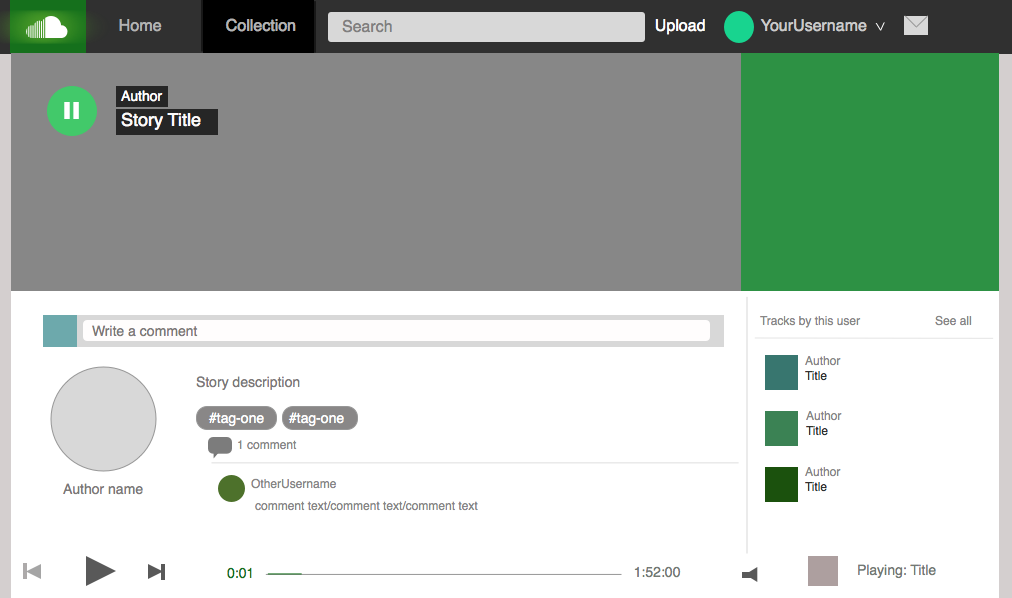 Home
Collection
Search
Upload
YourUsername
Author
Story Title
Write a comment
Story description
#tag-one
#tag-one
1 comment
Author name
OtherUsername
comment text/comment text/comment text
Tracks by this user
See all
Author
Title
Author
Title
Author
Title
0:01
1:52:00
Playing: Title